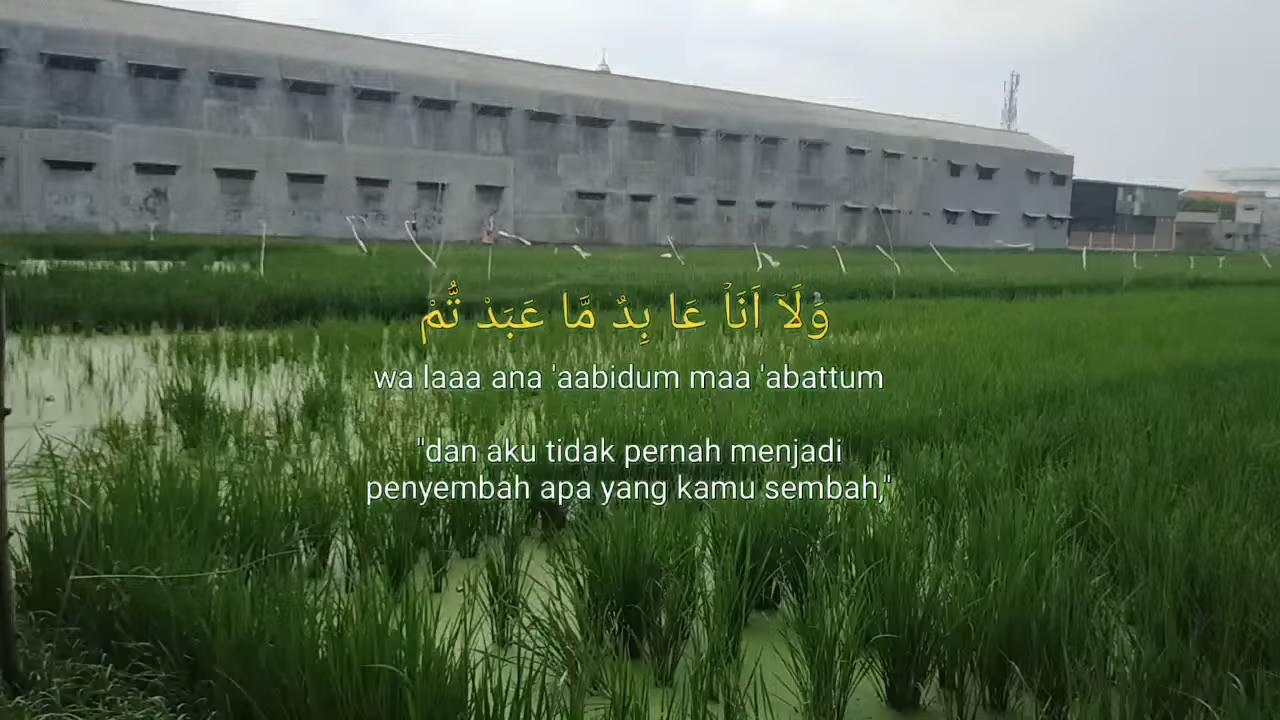 وَلَاۤ اَنَاۡ عَا بِدٌ مَّا عَبَدْ تُّمْ
wa laaa ana 'aabidum maa 'abattum
"dan aku tidak pernah menjadi
penyembah apa yang kamu sembah,"